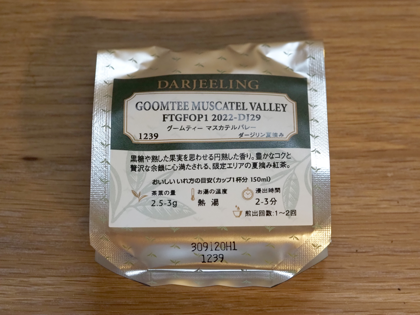 DARJEELING
GOOMTEE MUSCATEL VALLEY
FTGFOP1 2022-DJ29
グームティー マスカテルバレー
1239 ダージリン夏摘み
黒糖や熟した果実を思わせる円熟した香り。豊かなコクと
贅沢な余韻に心満たされる、限定エリアの夏摘み紅茶。
おいしいいれ方の目安(カップ1杯分 150ml)
茶葉の量 お湯の温度 浸出時間
2.5-3g 熱湯 2-3分
煎出回数 1〜2回
309.20H1
1239